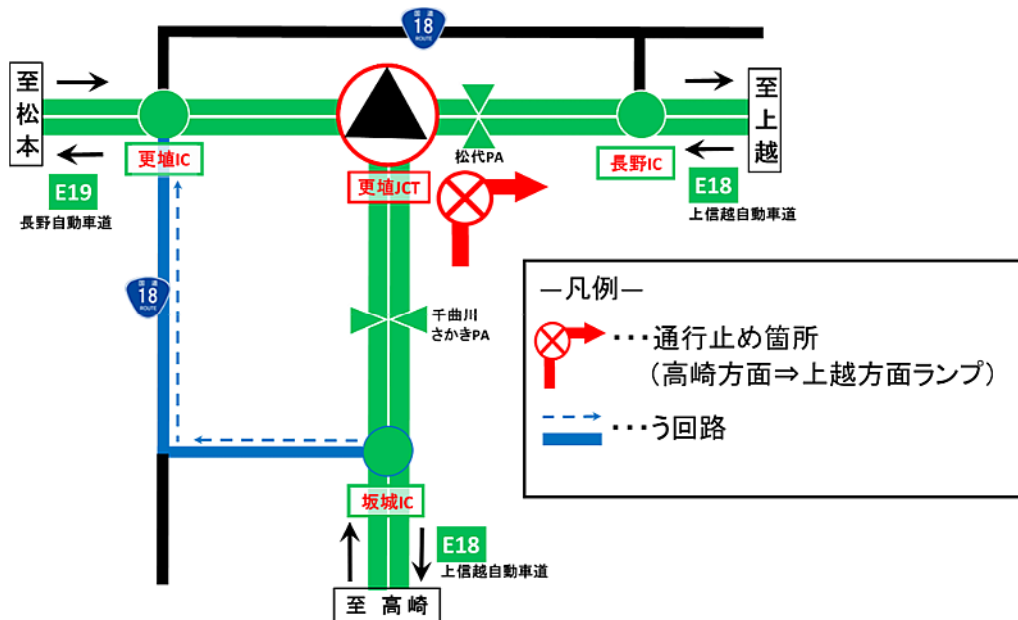 国道
18
ROUTE
至松本
至上越
更埴IC
更埴JCT
松代PA
長野IC
E19
長野自動車道
E18
上信越自動車道
国道
18
ROUTE
千曲川
さかきPA
―凡例―
・・・通行止め箇所
(高崎方面⇒上越方面ランプ)
・・・う回路
坂城IC
E18
上信越自動車道
至 高崎